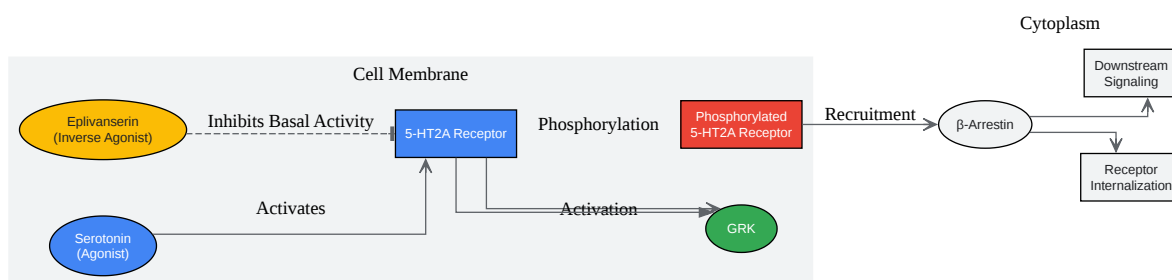 Cytoplasm
Cell Membrane
Downstream
Signaling
Eplivanserin
(Inverse Agonist)
Inhibits Basal Activity
5-HT2A Receptor
Phosphorylation
Phosphorylated
5-HT2A Receptor
Recruitment
β-Arrestin
Receptor
Internalization
Activates
Activation
Serotonin
(Agonist)
GRK